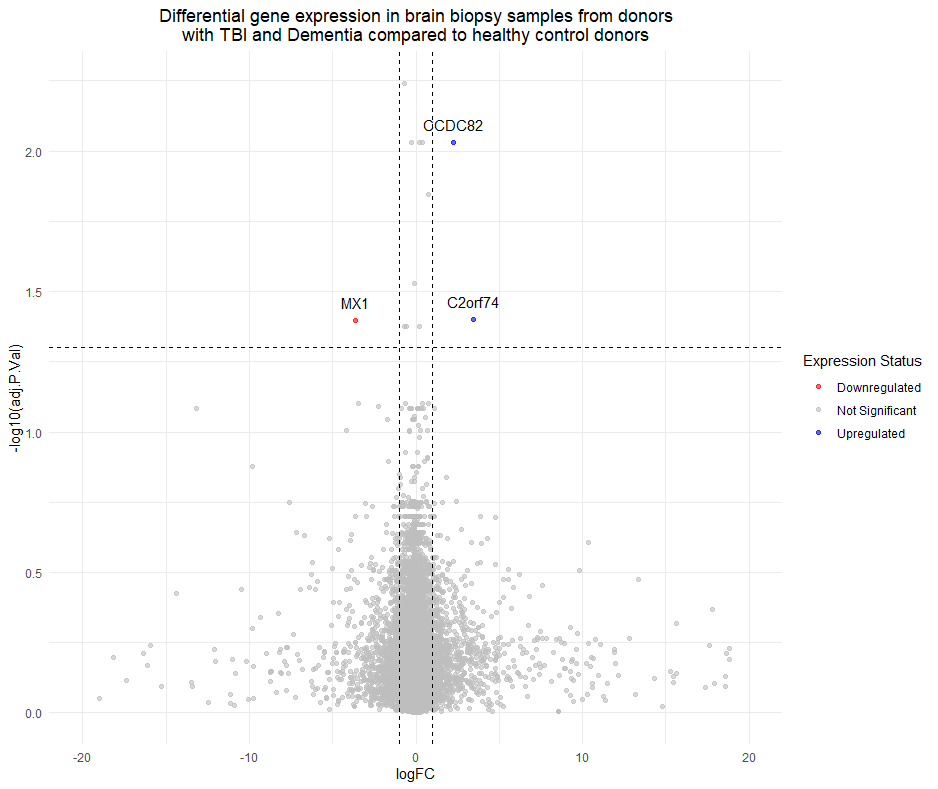 Differential gene expression in brain biopsy samples from donors
with TBI and Dementia compared to healthy control donors
CCDC82
MX1
C2orf74
2.0
1.5
1.0
0.5
0.0
-log10(adj.P.Val)
-20
-10
0
10
20
logFC
Expression Status
Downregulated
Not Significant
Upregulated